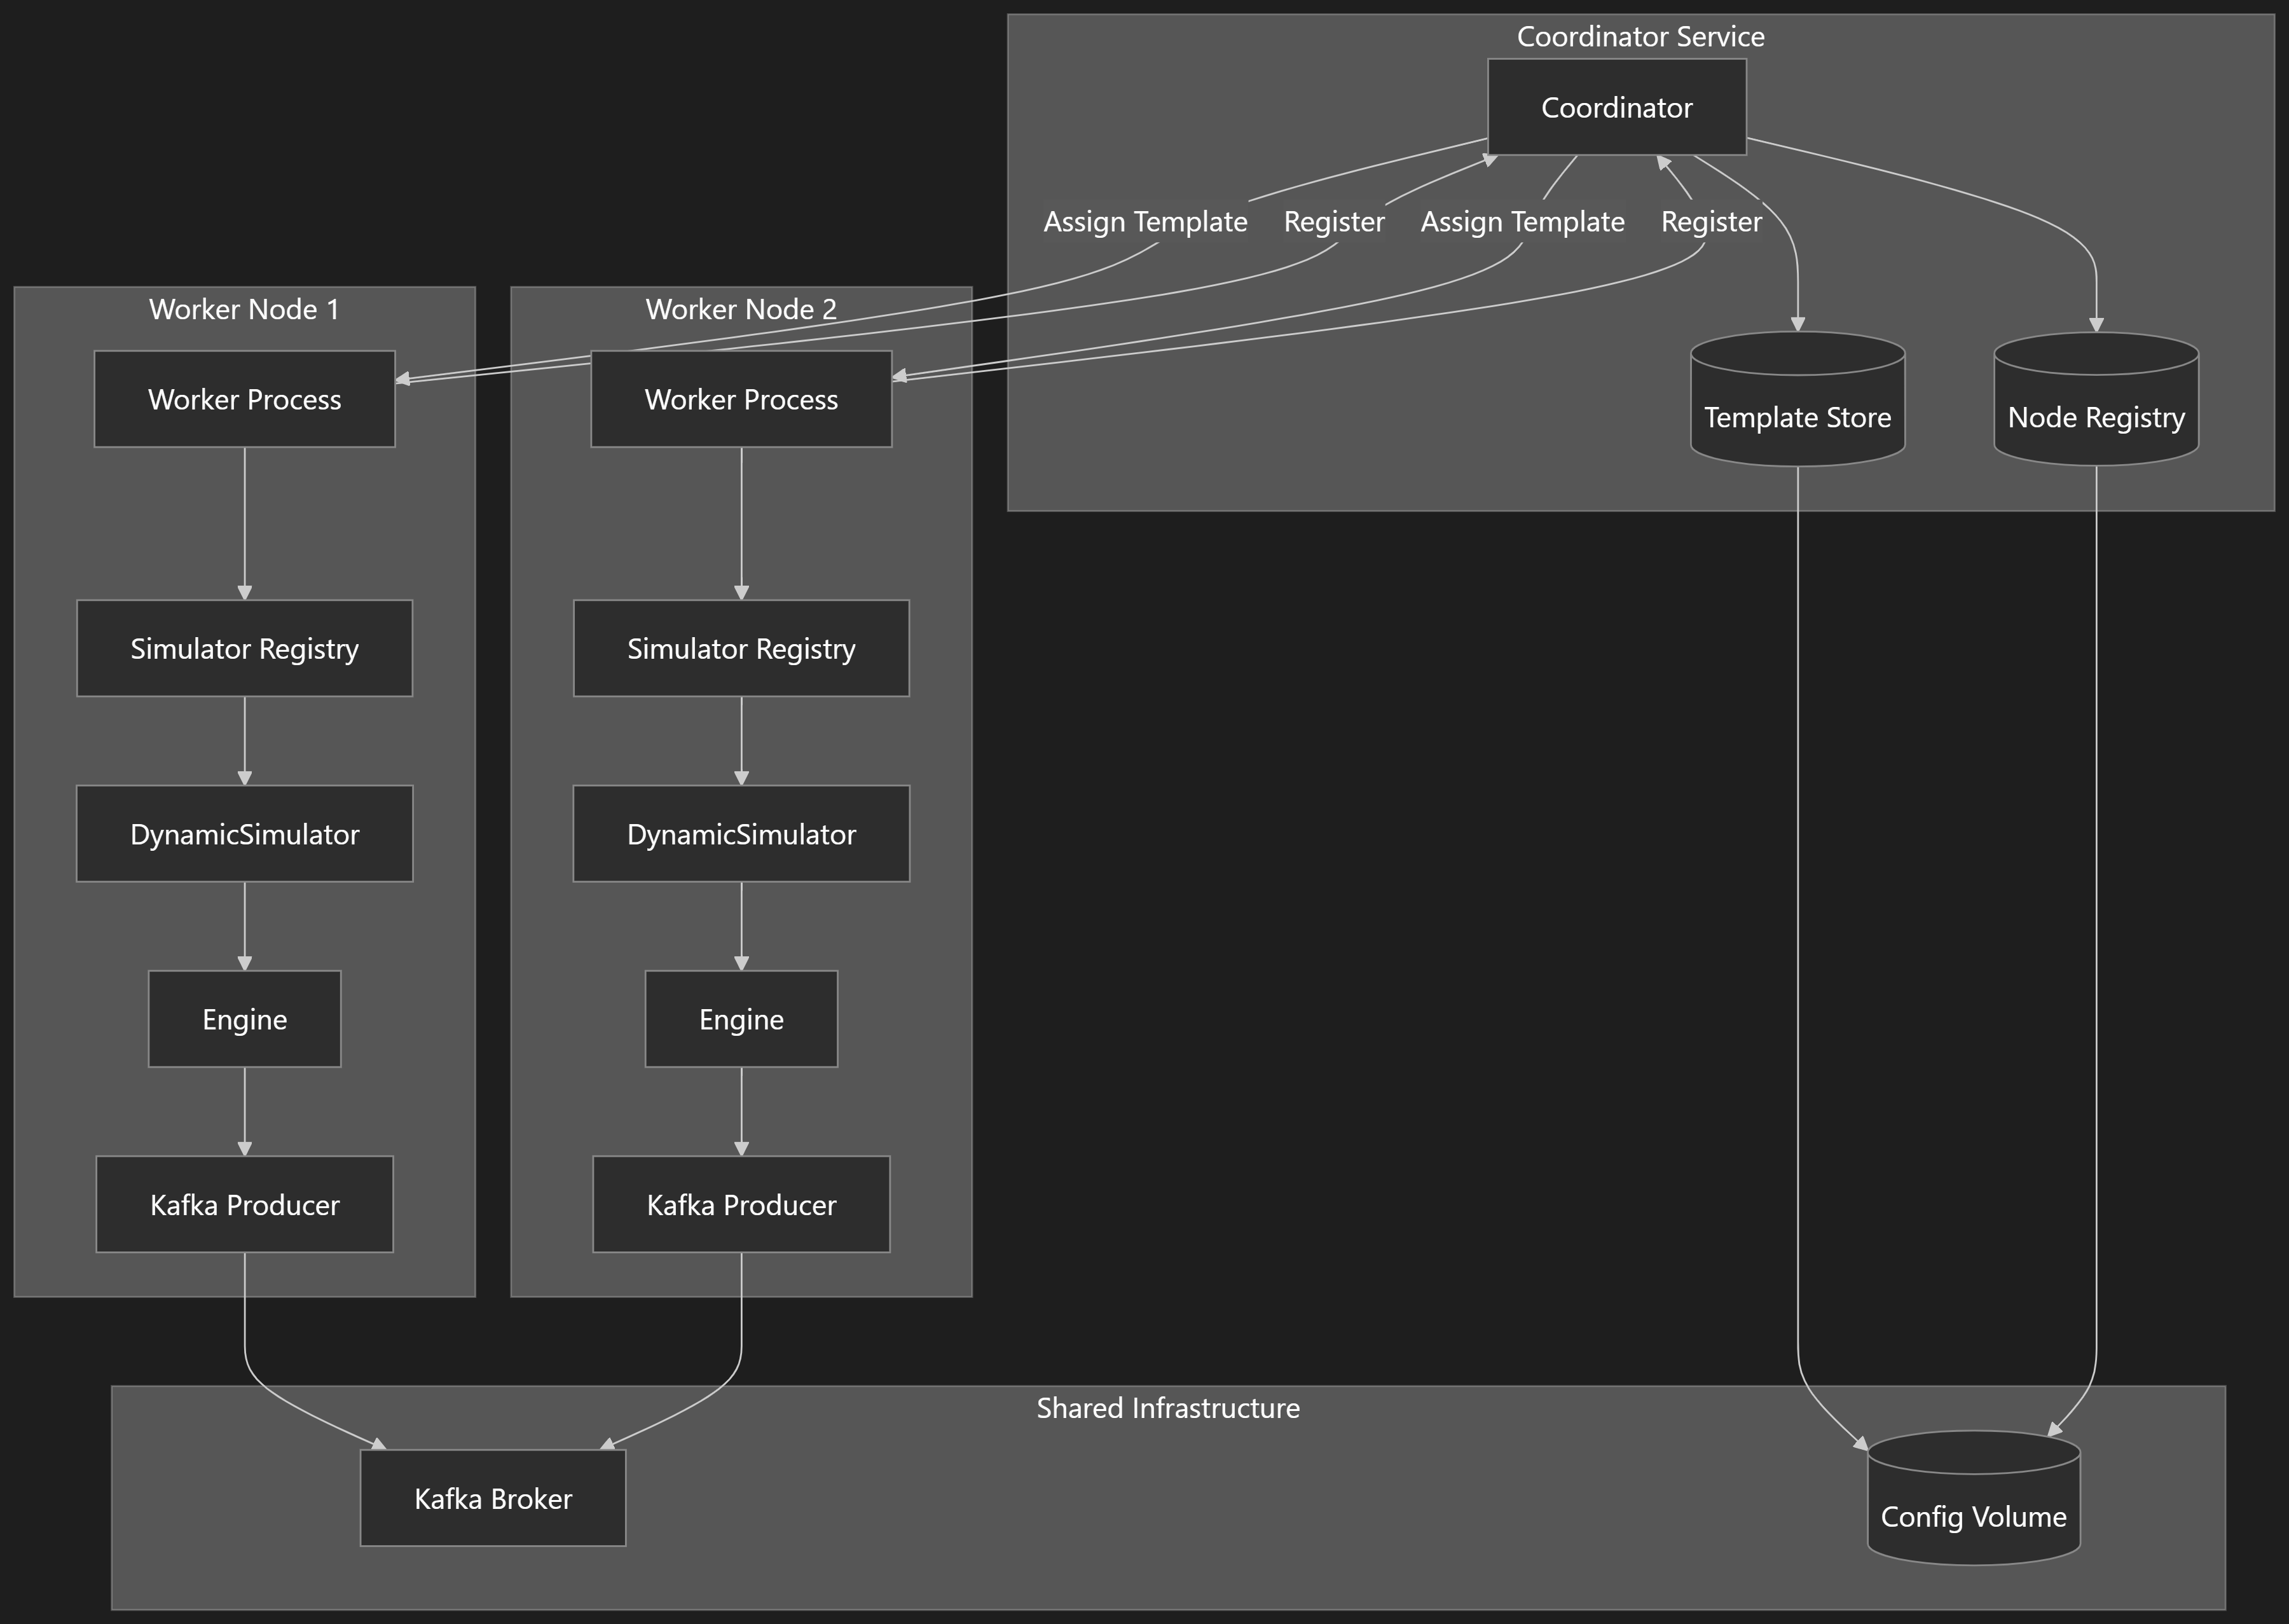 Coordinator Service
Coordinator
Assign Template
Register
Assign Template
Register
Worker Node 1
Worker Node 2
Worker Process
Worker Process
Template Store
Node Registry
Simulator Registry
Simulator Registry
DynamicSimulator
DynamicSimulator
Engine
Engine
Kafka Producer
Kafka Producer
Shared Infrastructure
Kafka Broker
Config Volume